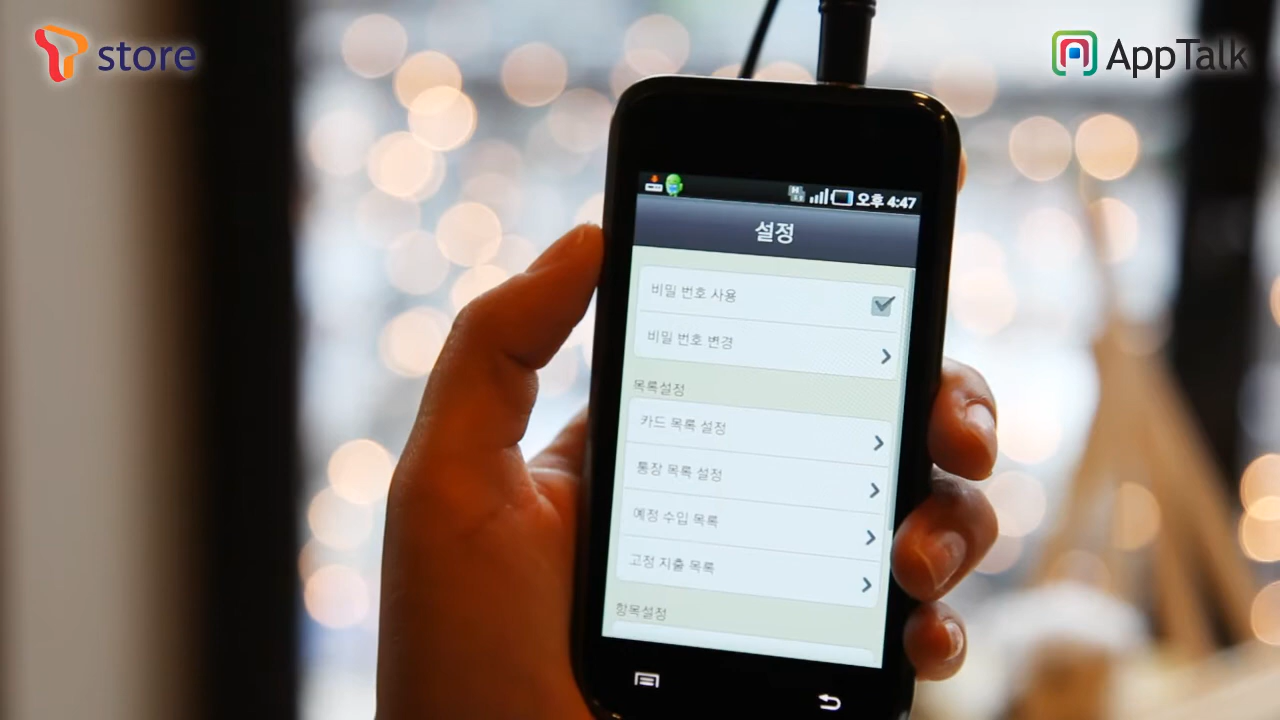 store
AppTalk
오후 4:47
설정
비밀 번호 사용
비밀 번호 변경
목록설정
카드 목록 설정
통장 목록 설정
예정 수입 목록
고정 지출 목록
항목설정